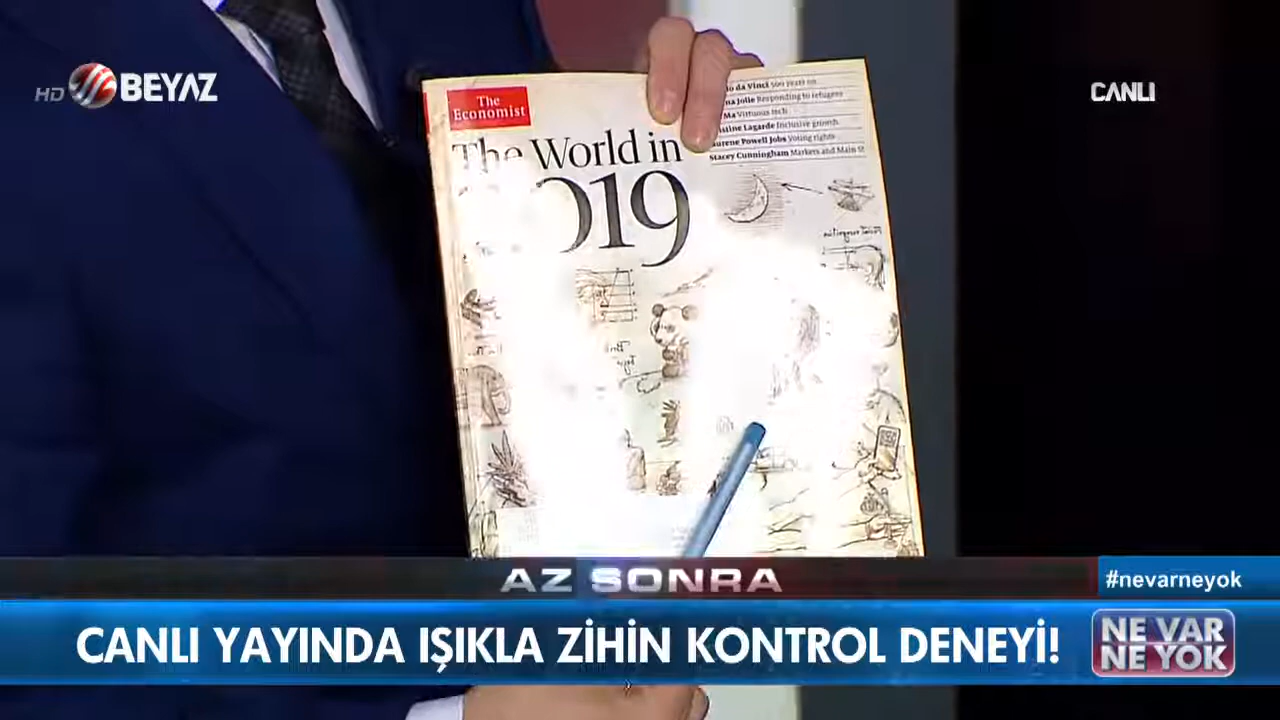 HD BEYAZ
CANLI
The
Economist
The World in
2019
da Vinci 500 years on
Jolie Responding to refugees
Ma Virtuous tech
Lagarde Inclusive growth
Powell Jobs Voting rights
Stacey Cunningham Markets and Main St
AZ SONRA
#nevarneyok
CANLI YAYINDA IŞIKLA ZİHİN KONTROL DENEYİ!
NE VAR
NE YOK